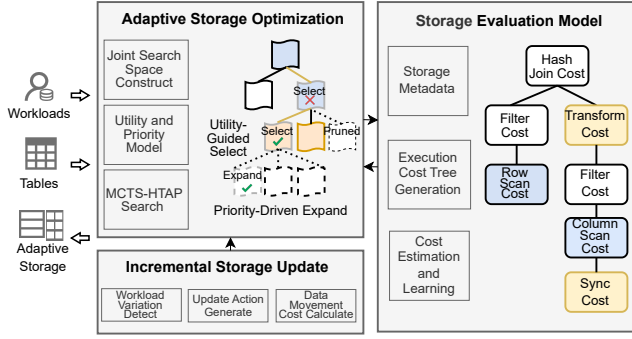 Adaptive Storage Optimization
Joint Search
Space
Construct
Utility and
Priority
Model
MCTS-HTAP
Search
Select
Utility-
Guided
Select
Select
Pruned
Expand
Priority-Driven Expand
Workloads
Tables
Adaptive
Storage
Incremental Storage Update
Workload
Variation
Detect
Update Action
Generate
Data
Movement
Cost Calculate
Storage Evaluation Model
Storage
Metadata
Execution
Cost Tree
Generation
Cost
Estimation
and
Learning
Hash
Join Cost
Filter
Cost
Transform
Cost
Row
Scan
Cost
Filter
Cost
Column
Scan
Cost
Sync
Cost